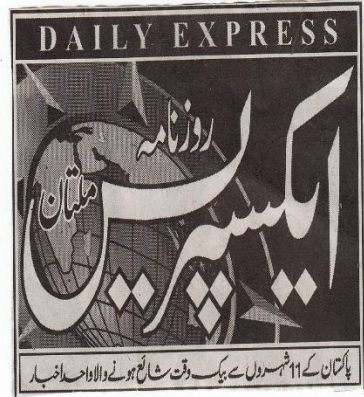 DAILY EXPRESS
روزنامہ
ایکسپریس
ملتان
پاکستان کے 11 شہروں سے بیک وقت شائع ہونے والا واحد اخبار